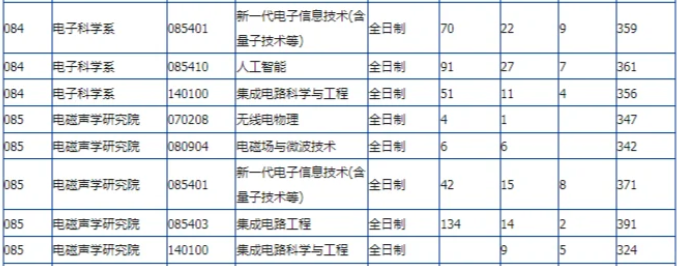 084 电子科学系 085401 新一代电子信息技术(含量子技术等) 全日制 70 22 9 359
084 电子科学系 085410 人工智能 全日制 91 27 7 361
084 电子科学系 140100 集成电路科学与工程 全日制 51 11 4 356
085 电磁声学研究院 070208 无线电物理 全日制 4 1 347
085 电磁声学研究院 080904 电磁场与微波技术 全日制 6 6 342
085 电磁声学研究院 085401 新一代电子信息技术(含量子技术等) 全日制 42 15 8 371
085 电磁声学研究院 085403 集成电路工程 全日制 134 14 2 391
085 电磁声学研究院 140100 集成电路科学与工程 全日制 9 5 324